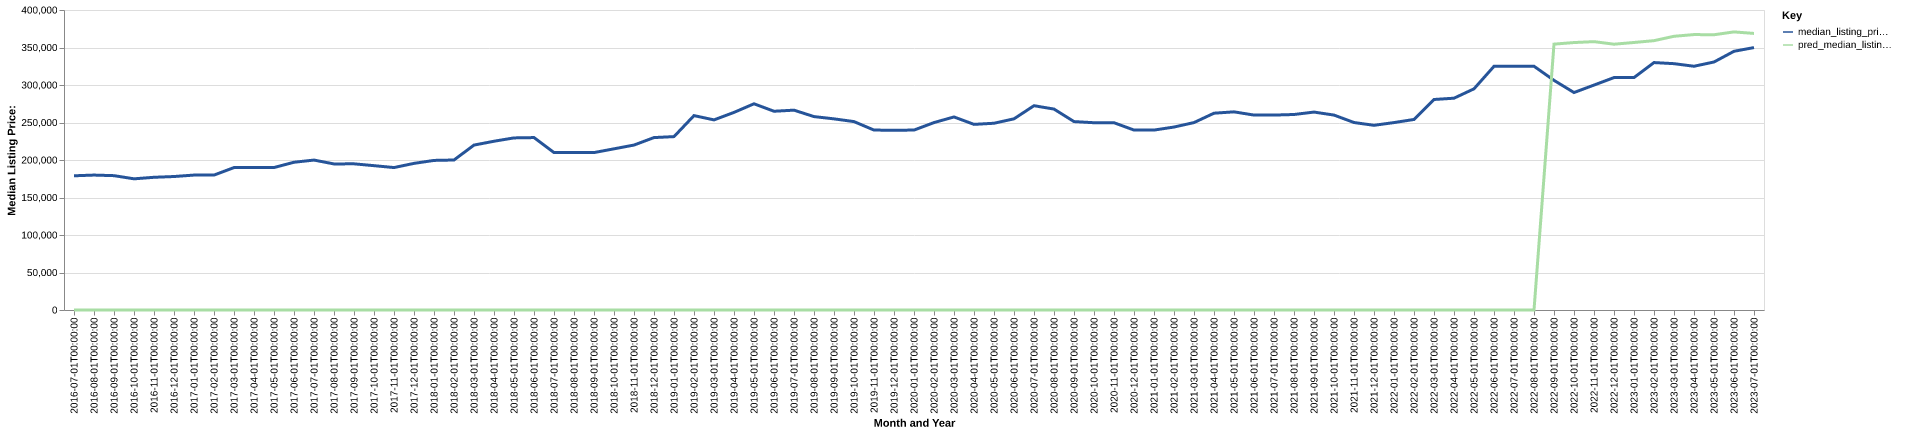 400,000
350,000
300,000
250,000
200,000
150,000
100,000
50,000
0
Median Listing Price:
2016-07-01T00:00:00
2016-08-01T00:00:00
2016-09-01T00:00:00
2016-10-01T00:00:00
2016-11-01T00:00:00
2016-12-01T00:00:00
2017-01-01T00:00:00
2017-02-01T00:00:00
2017-03-01T00:00:00
2017-04-01T00:00:00
2017-05-01T00:00:00
2017-06-01T00:00:00
2017-07-01T00:00:00
2017-08-01T00:00:00
2017-09-01T00:00:00
2017-10-01T00:00:00
2017-11-01T00:00:00
2017-12-01T00:00:00
2018-01-01T00:00:00
2018-02-01T00:00:00
2018-03-01T00:00:00
2018-04-01T00:00:00
2018-05-01T00:00:00
2018-06-01T00:00:00
2018-07-01T00:00:00
2018-08-01T00:00:00
2018-09-01T00:00:00
2018-10-01T00:00:00
2018-11-01T00:00:00
2018-12-01T00:00:00
2019-01-01T00:00:00
2019-02-01T00:00:00
2019-03-01T00:00:00
2019-04-01T00:00:00
2019-05-01T00:00:00
2019-06-01T00:00:00
2019-07-01T00:00:00
2019-08-01T00:00:00
2019-09-01T00:00:00
2019-10-01T00:00:00
2019-11-01T00:00:00
2019-12-01T00:00:00
2020-01-01T00:00:00
2020-02-01T00:00:00
2020-03-01T00:00:00
2020-04-01T00:00:00
2020-05-01T00:00:00
2020-06-01T00:00:00
2020-07-01T00:00:00
2020-08-01T00:00:00
2020-09-01T00:00:00
2020-10-01T00:00:00
2020-11-01T00:00:00
2020-12-01T00:00:00
2021-01-01T00:00:00
2021-02-01T00:00:00
2021-03-01T00:00:00
2021-04-01T00:00:00
2021-05-01T00:00:00
2021-06-01T00:00:00
2021-07-01T00:00:00
2021-08-01T00:00:00
2021-09-01T00:00:00
2021-10-01T00:00:00
2021-11-01T00:00:00
2021-12-01T00:00:00
2022-01-01T00:00:00
2022-02-01T00:00:00
2022-03-01T00:00:00
2022-04-01T00:00:00
2022-05-01T00:00:00
2022-06-01T00:00:00
2022-07-01T00:00:00
2022-08-01T00:00:00
2022-09-01T00:00:00
2022-10-01T00:00:00
2022-11-01T00:00:00
2022-12-01T00:00:00
2023-01-01T00:00:00
2023-02-01T00:00:00
2023-03-01T00:00:00
2023-04-01T00:00:00
2023-05-01T00:00:00
2023-06-01T00:00:00
2023-07-01T00:00:00
Month and Year
Key
median_listing_pri…
pred_median_listin…